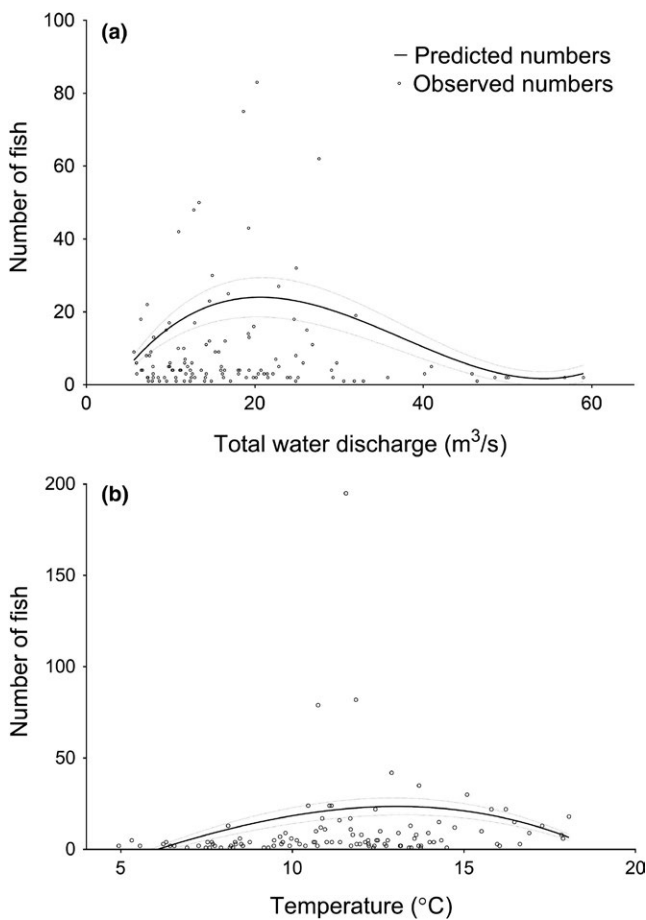 (a)
100
80
60
40
20
0
Number of fish
Predicted numbers
Observed numbers
0 20 40 60
Total water discharge (m³/s)
(b)
200
150
100
50
0
Number of fish
5 10 15 20
Temperature (°C)